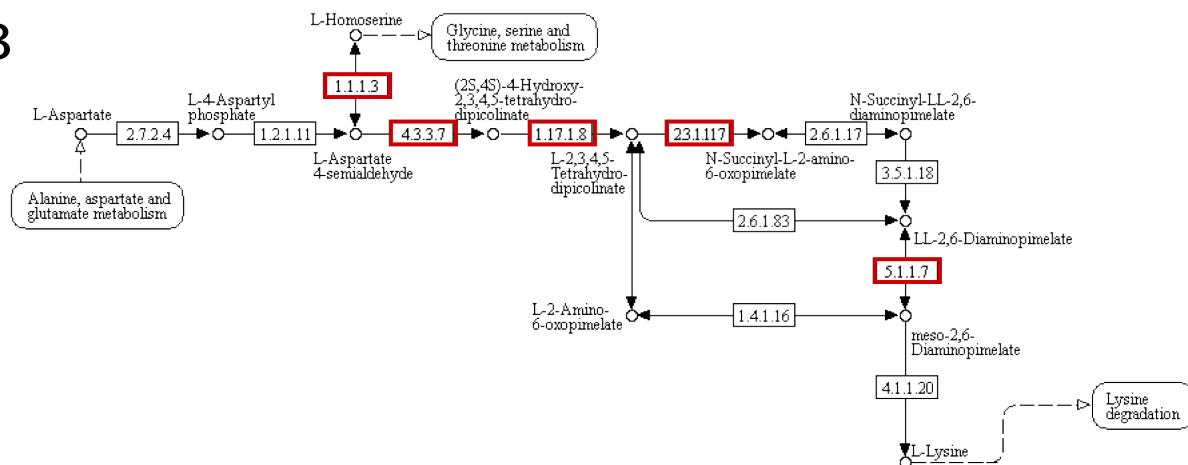 B
L-Homoserine
Glycine, serine and
threonine metabolism
1.1.1.3
(2S,4S)-4-Hydroxy-
2,3,4,5-tetrahydro-
dipicolinate
L-4-Aspartyl
phosphate
N-Succinyl-LL-2,6-
diaminopimelate
L-Aspartate
2.7.2.4
1.2.1.11
4.3.3.7
1.17.1.8
2.3.1.117
2.6.1.17
L-Aspartate
4-semialdehyde
L-2,3,4,5-
Tetrahydro-
dipicolinate
N-Succinyl-L-2-amino-
6-oxopimelate
3.5.1.18
Alanine, aspartate and
glutamate metabolism
2.6.1.83
LL-2,6-Diaminopimelate
5.1.1.7
L-2-Amino-
6-oxopimelate
1.4.1.16
meso-2,6-
Diaminopimelate
4.1.1.20
Lysine
degradation
L-Lysine